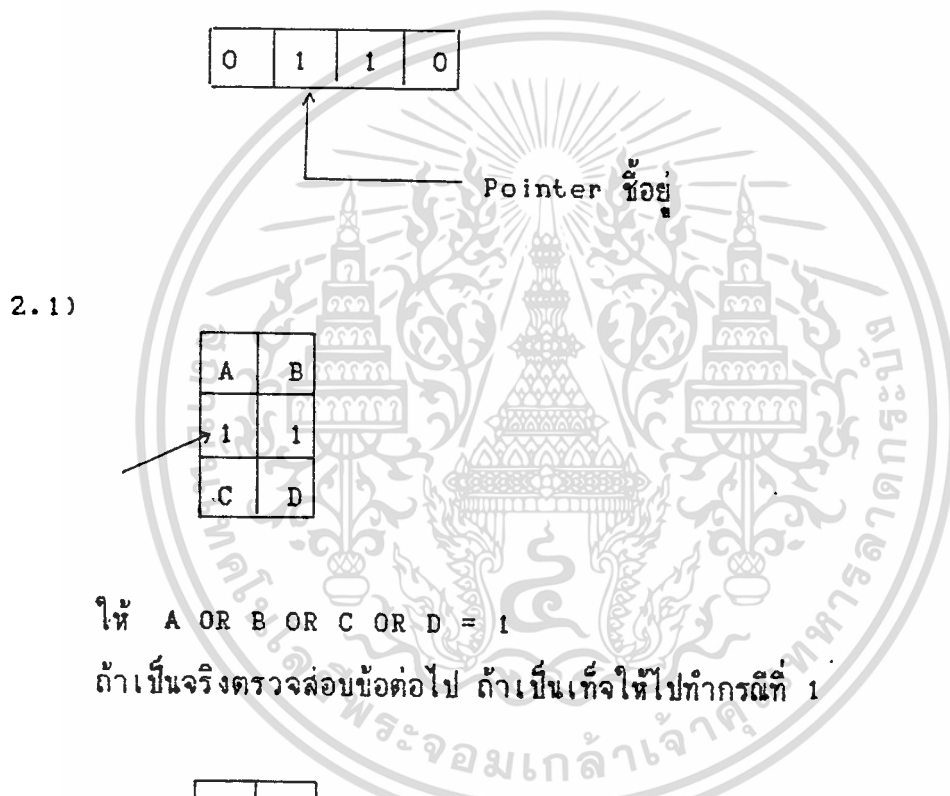 0 1 1 0
Pointer ชี้อยู่
2.1)
A B
1 1
C D
ให้ A OR B OR C OR D = 1
ถ้าเป็นจริงตรวจสอบข้อต่อไป ถ้าเป็นเท็จให้ไปทำกรณีที่ 1